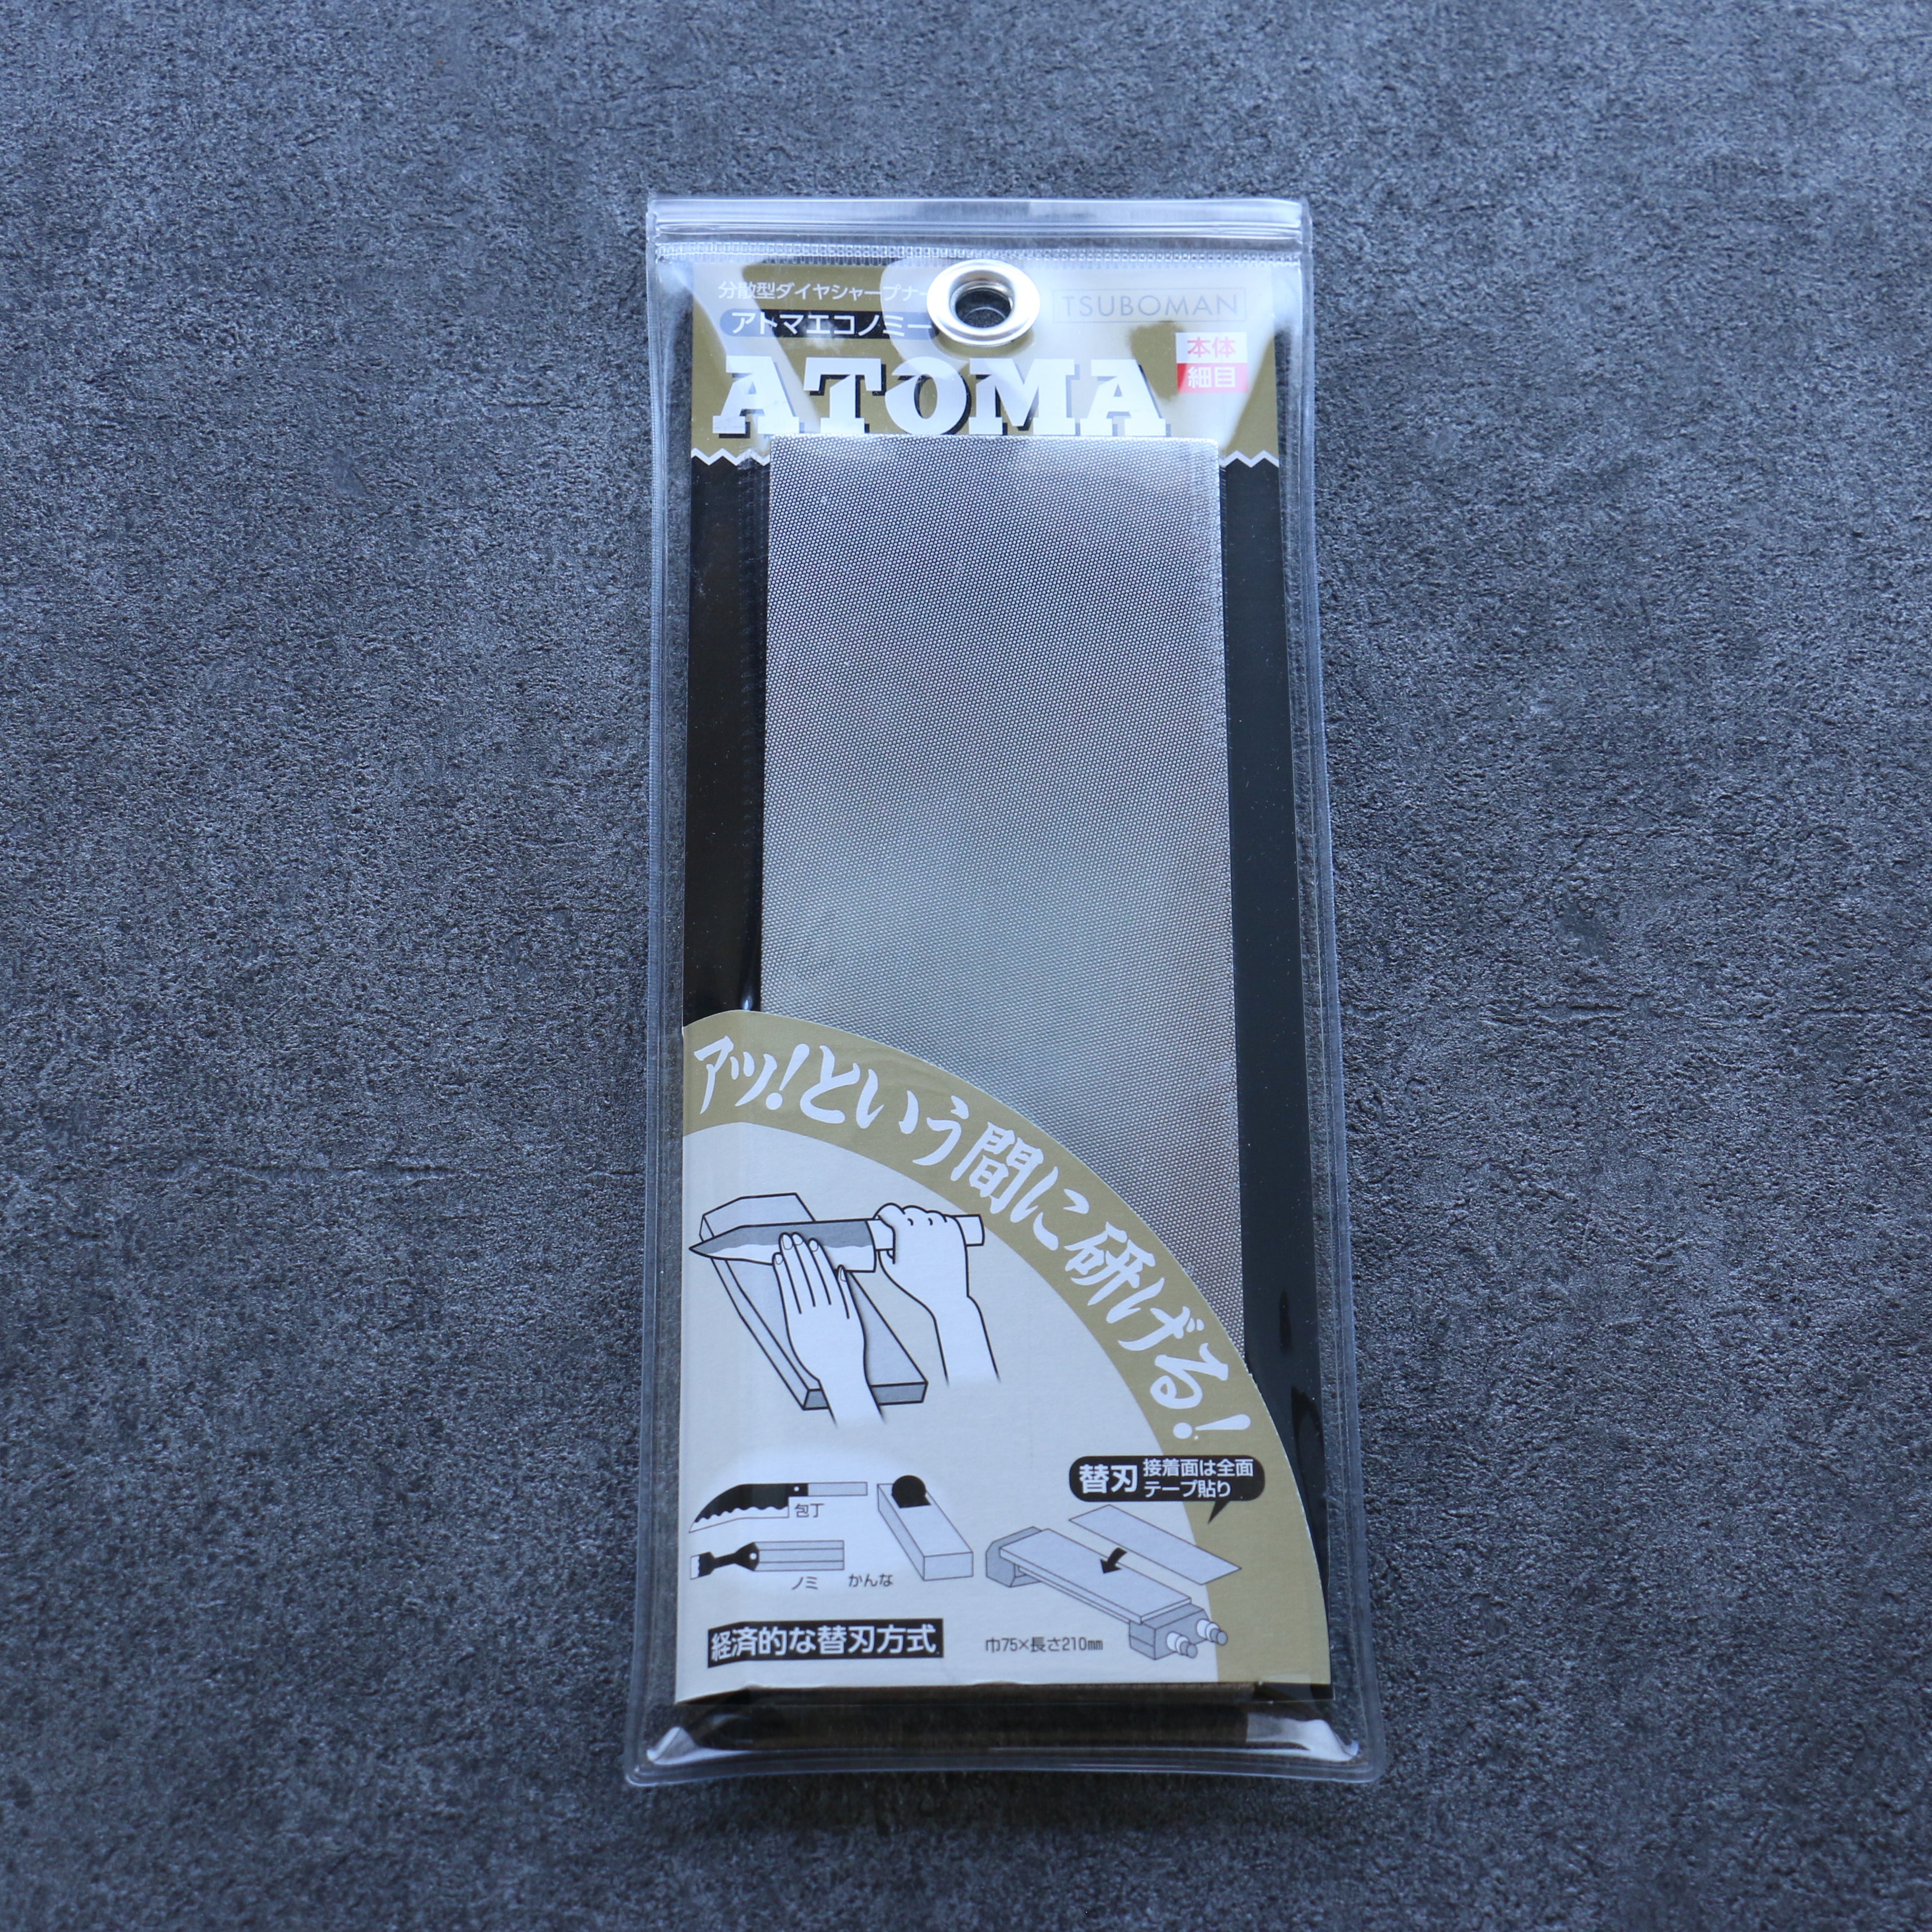 分散型ダイヤシャープナー
TSUBOMAN
アトマエコノミー
本体
細目
ATOMA
アッ!という間に研げる!
替刃 接着面は全面
テープ貼り
包丁
ノミ
かんな
経済的な替刃方式
巾75×長さ210㎜